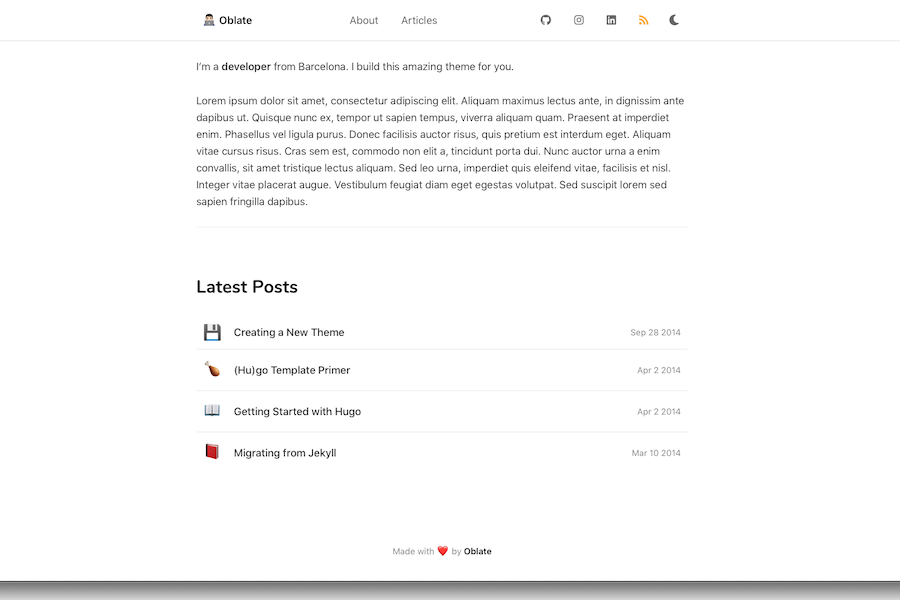 Oblate About Articles
I'm a developer from Barcelona. I build this amazing theme for you.
Lorem ipsum dolor sit amet, consectetur adipiscing elit. Aliquam maximus lectus ante, in dignissim ante
dapibus ut. Quisque nunc ex, tempor ut sapien tempus, viverra aliquam quam. Praesent at imperdiet
enim. Phasellus vel ligula purus. Donec facilisis auctor risus, quis pretium est interdum eget. Aliquam
vitae cursus risus. Cras sem est, commodo non elit a, tincidunt porta dui. Nunc auctor urna a enim
convallis, sit amet tristique lectus aliquam. Sed leo urna, imperdiet quis eleifend vitae, facilisis et nisl.
Integer vitae placerat augue. Vestibulum feugiat diam eget egestas volutpat. Sed suscipit lorem sed
sapien fringilla dapibus.
Latest Posts
Creating a New Theme Sep 28 2014
(Hu)go Template Primer Apr 2 2014
Getting Started with Hugo Apr 2 2014
Migrating from Jekyll Mar 10 2014
Made with ❤️ by Oblate